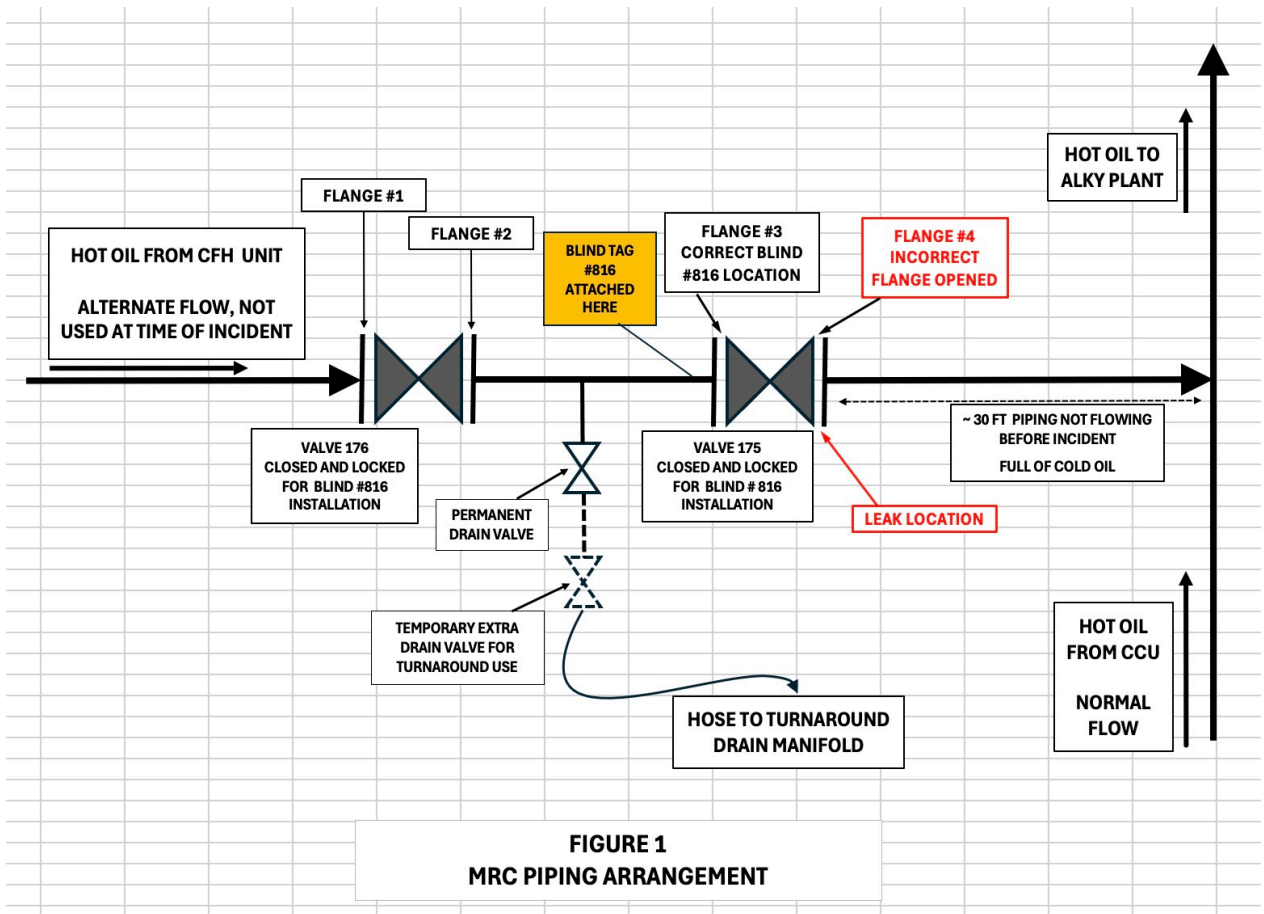 HOT OIL TO
ALKY PLANT
FLANGE #1
FLANGE #2
FLANGE #3
CORRECT BLIND
#816 LOCATION
FLANGE #4
INCORRECT
FLANGE OPENED
HOT OIL FROM CFH UNIT
ALTERNATE FLOW, NOT
USED AT TIME OF INCIDENT
BLIND TAG
#816
ATTACHED
HERE
~ 30 FT PIPING NOT FLOWING
BEFORE INCIDENT
FULL OF COLD OIL
VALVE 176
CLOSED AND LOCKED
FOR BLIND #816
INSTALLATION
VALVE 175
CLOSED AND LOCKED
FOR BLIND # 816
INSTALLATION
PERMANENT
DRAIN VALVE
LEAK LOCATION
TEMPORARY EXTRA
DRAIN VALVE FOR
TURNAROUND USE
HOT OIL
FROM CCU
NORMAL
FLOW
HOSE TO TURNAROUND
DRAIN MANIFOLD
FIGURE 1
MRC PIPING ARRANGEMENT